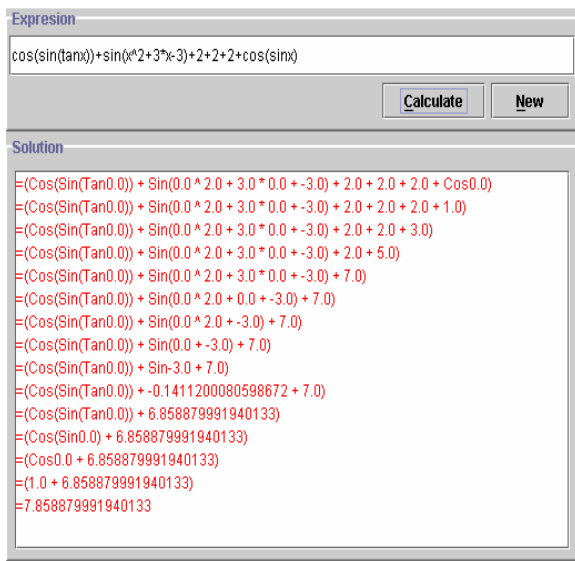 Expresion
cos(sin(tanx))+sin(x^2+3*x-3)+2+2+2+cos(sinx)
Calculate New
Solution
=(Cos(Sin(Tan0.0)) + Sin(0.0 ^ 2.0 + 3.0 * 0.0 + -3.0) + 2.0 + 2.0 + 2.0 + Cos0.0)
=(Cos(Sin(Tan0.0)) + Sin(0.0 ^ 2.0 + 3.0 * 0.0 + -3.0) + 2.0 + 2.0 + 2.0 + 1.0)
=(Cos(Sin(Tan0.0)) + Sin(0.0 ^ 2.0 + 3.0 * 0.0 + -3.0) + 2.0 + 2.0 + 3.0)
=(Cos(Sin(Tan0.0)) + Sin(0.0 ^ 2.0 + 3.0 * 0.0 + -3.0) + 2.0 + 5.0)
=(Cos(Sin(Tan0.0)) + Sin(0.0 ^ 2.0 + 3.0 * 0.0 + -3.0) + 7.0)
=(Cos(Sin(Tan0.0)) + Sin(0.0 ^ 2.0 + 0.0 + -3.0) + 7.0)
=(Cos(Sin(Tan0.0)) + Sin(0.0 ^ 2.0 + -3.0) + 7.0)
=(Cos(Sin(Tan0.0)) + Sin(0.0 + -3.0) + 7.0)
=(Cos(Sin(Tan0.0)) + Sin-3.0 + 7.0)
=(Cos(Sin(Tan0.0)) + -0.1411200080598672 + 7.0)
=(Cos(Sin(Tan0.0)) + 6.858879991940133)
=(Cos(Sin0.0) + 6.858879991940133)
=(Cos0.0 + 6.858879991940133)
=(1.0 + 6.858879991940133)
=7.858879991940133